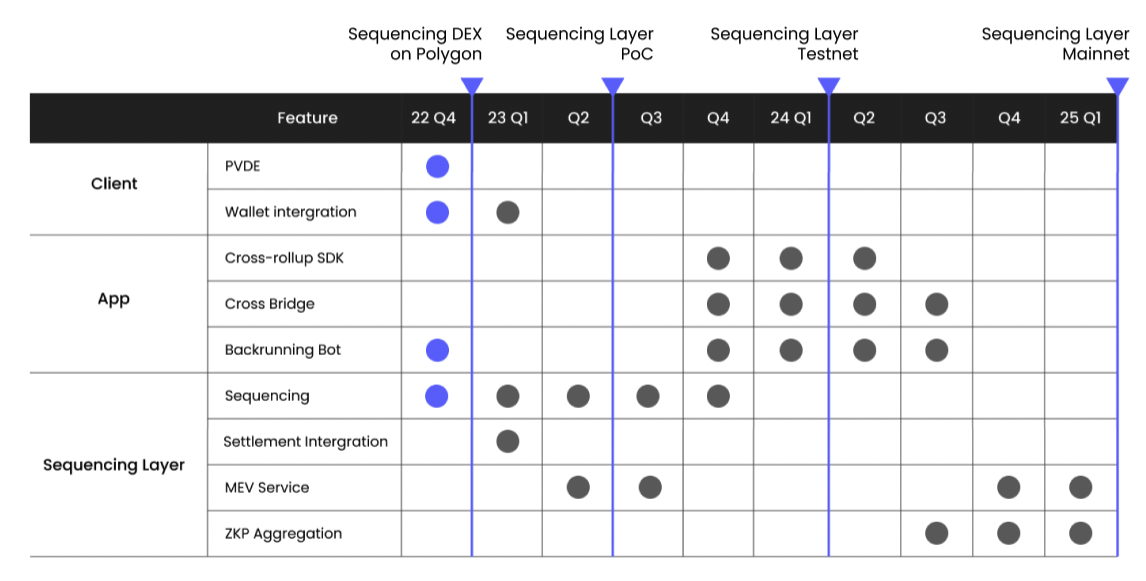 Sequencing DEX
on Polygon
Sequencing Layer
PoC
Sequencing Layer
Testnet
Sequencing Layer
Mainnet
Feature 22 Q4 23 Q1 Q2 Q3 Q4 24 Q1 Q2 Q3 Q4 25 Q1
Client
PVDE
Wallet intergration
App
Cross-rollup SDK
Cross Bridge
Backrunning Bot
Sequencing Layer
Sequencing
Settlement Intergration
MEV Service
ZKP Aggregation